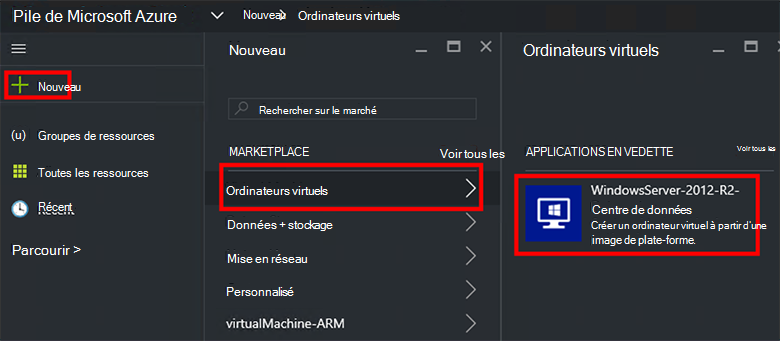 Pile de Microsoft Azure
Nouveau
Ordinateurs virtuels
Nouveau
Groupes de ressources
Toutes les ressources
Récent
Parcourir >
Nouveau
Rechercher sur le marché
MARKETPLACE
Voir tous les
Ordinateurs virtuels
Données + stockage
Mise en réseau
Personnalisé
virtualMachine-ARM
Ordinateurs virtuels
APPLICATIONS EN VEDETTE
Voir tous les
WindowsServer-2012-R2-
Centre de données
Créer un ordinateur virtuel à partir d'une
image de plate-forme.